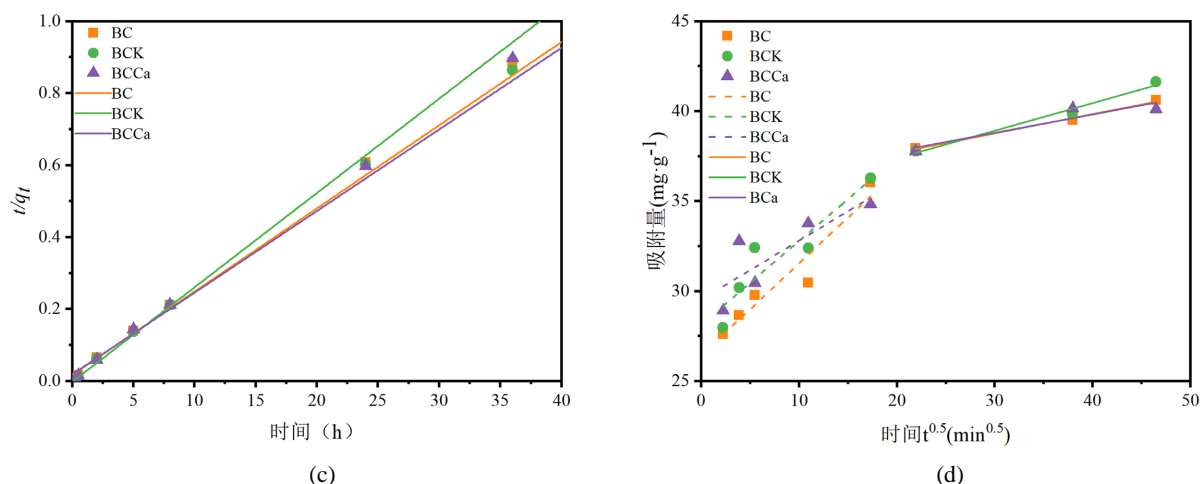 t/qt
1.0
0.8
0.6
0.4
0.2
0.0
BC
BCK
BCCa
BC
BCK
BCCa
0 5 10 15 20 25 30 35 40
时间（h）
(c)
吸附量(mg·g⁻¹)
45
40
35
30
25
BC
BCK
BCCa
BC
BCK
BCCa
BC
BCK
BCa
0 10 20 30 40 50
时间t⁰·⁵(min⁰·⁵)
(d)